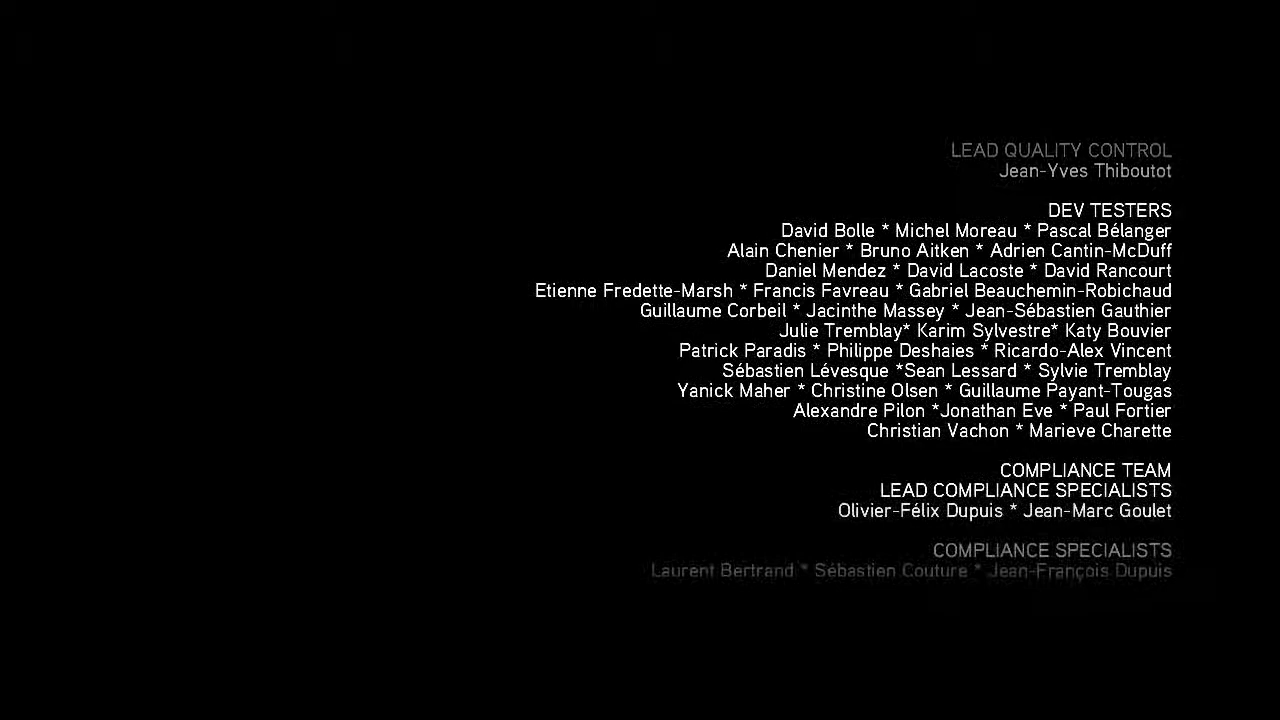 LEAD QUALITY CONTROL
Jean-Yves Thiboutot
DEV TESTERS
David Bolle * Michel Moreau * Pascal Bélanger
Alain Chenier * Bruno Aitken * Adrien Cantin-McDuff
Daniel Mendez * David Lacoste * David Rancourt
Etienne Fredette-Marsh * Francis Favreau * Gabriel Beauchemin-Robichaud
Guillaume Corbeil * Jacinthe Massey * Jean-Sébastien Gauthier
Julie Tremblay* Karim Sylvestre* Katy Bouvier
Patrick Paradis * Philippe Deshaies * Ricardo-Alex Vincent
Sébastien Lévesque *Sean Lessard * Sylvie Tremblay
Yanick Maher * Christine Olsen * Guillaume Payant-Tougas
Alexandre Pilon *Jonathan Eve * Paul Fortier
Christian Vachon * Marieve Charette
COMPLIANCE TEAM
LEAD COMPLIANCE SPECIALISTS
Olivier-Félix Dupuis * Jean-Marc Goulet
COMPLIANCE SPECIALISTS
Laurent Bertrand * Sébastien Couture * Jean-François Dupuis